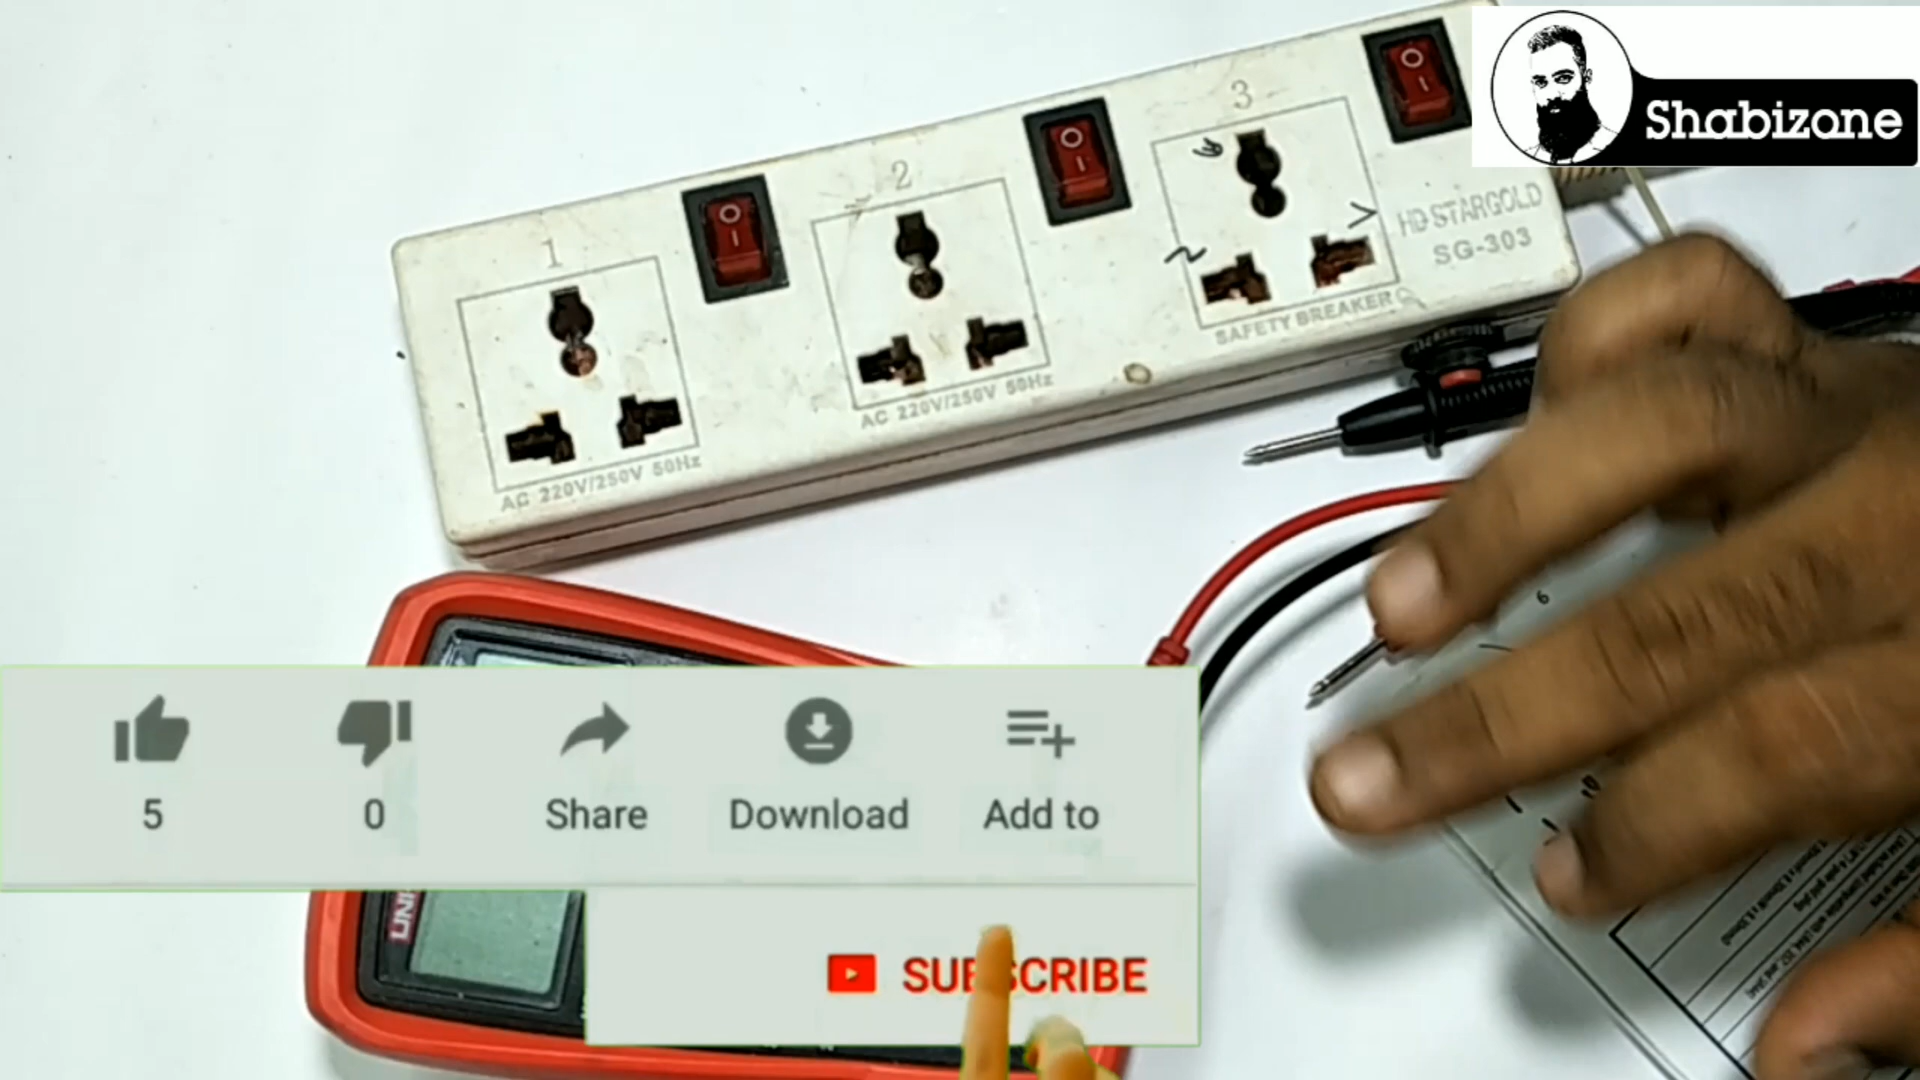 Shabizone
3
2
1
HD STARGOLD
SG-303
SAFETY BREAKER
AC 220V/250V 50Hz
AC 220V/250V 50Hz
5
0
Share
Download
Add to
UNI
SUBSCRIBE